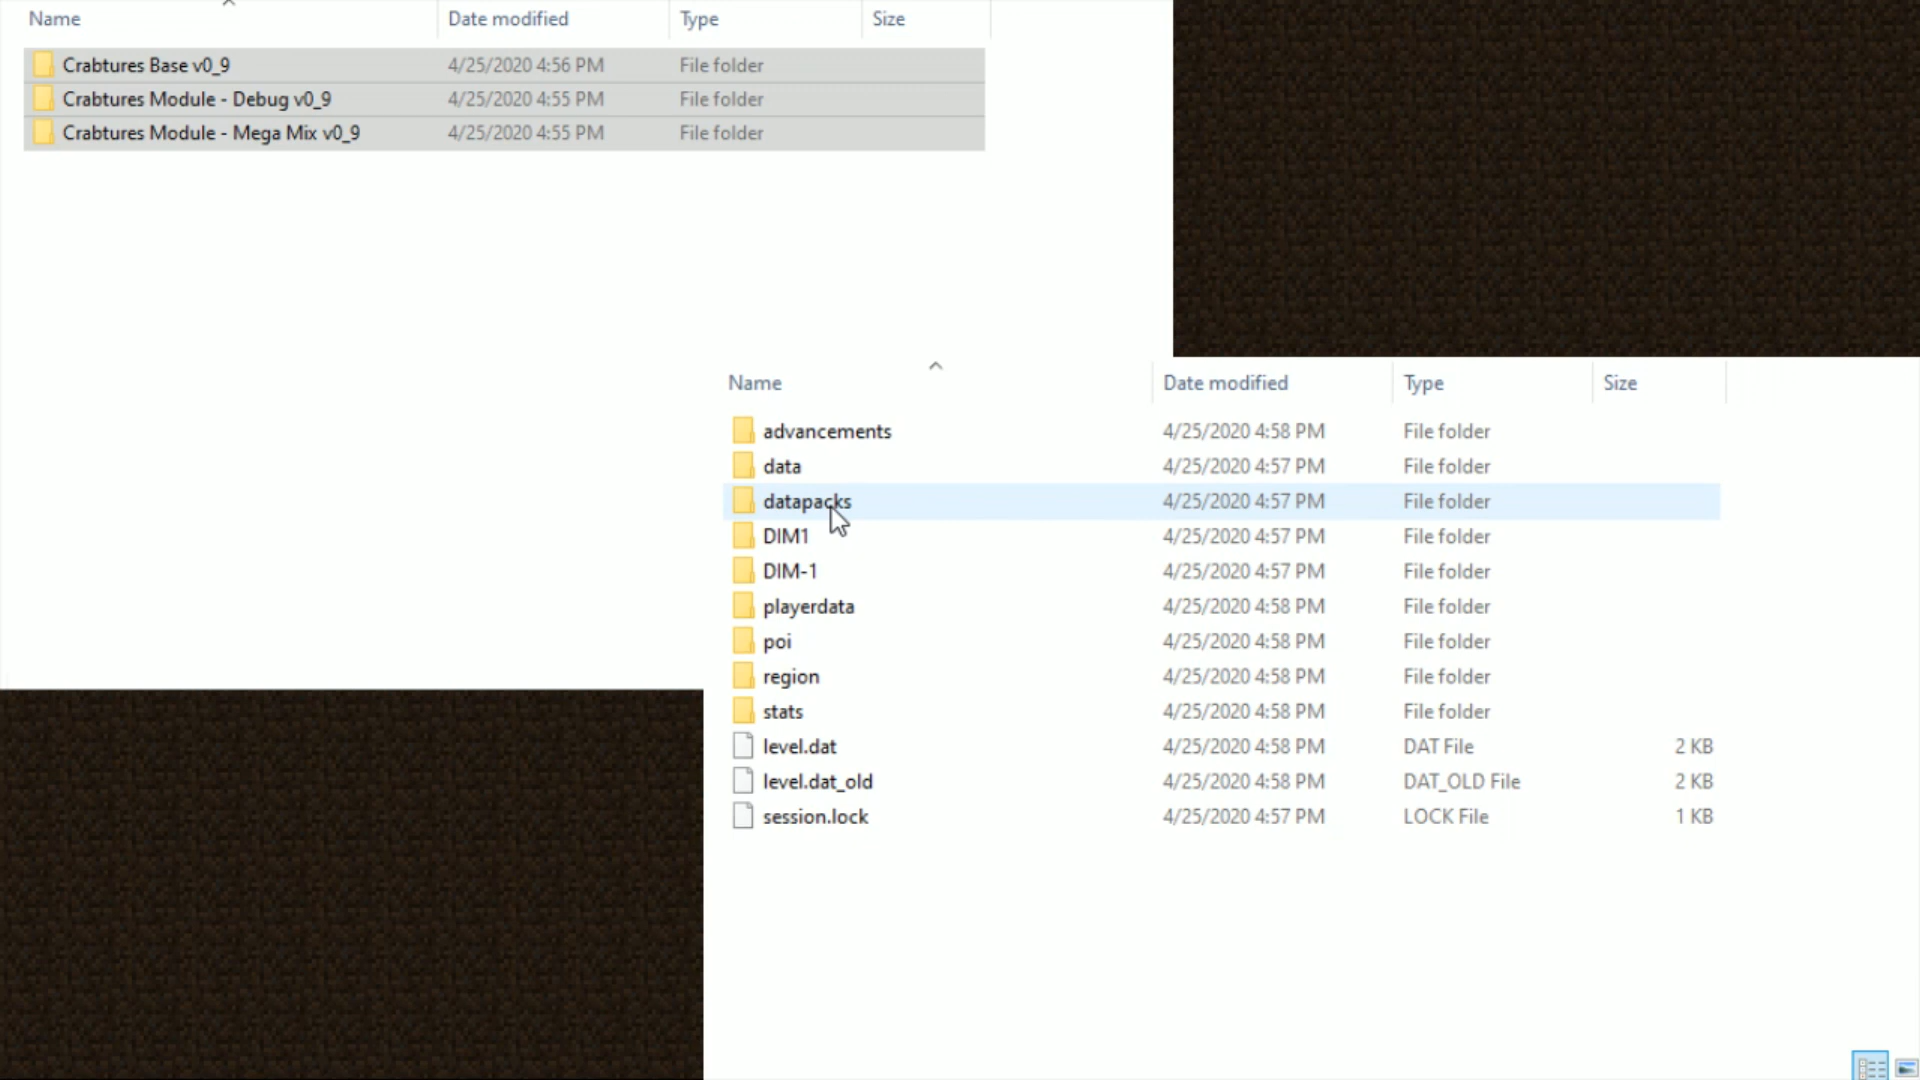 Name Date modified Type Size
Crabtures Base v0_9 4/25/2020 4:56 PM File folder
Crabtures Module - Debug v0_9 4/25/2020 4:55 PM File folder
Crabtures Module - Mega Mix v0_9 4/25/2020 4:55 PM File folder
Name Date modified Type Size
advancements 4/25/2020 4:58 PM File folder
data 4/25/2020 4:57 PM File folder
datapacks 4/25/2020 4:57 PM File folder
DIM1 4/25/2020 4:57 PM File folder
DIM-1 4/25/2020 4:57 PM File folder
playerdata 4/25/2020 4:58 PM File folder
poi 4/25/2020 4:58 PM File folder
region 4/25/2020 4:58 PM File folder
stats 4/25/2020 4:58 PM File folder
level.dat 4/25/2020 4:58 PM DAT File 2 KB
level.dat_old 4/25/2020 4:58 PM DAT_OLD File 2 KB
session.lock 4/25/2020 4:57 PM LOCK File 1 KB